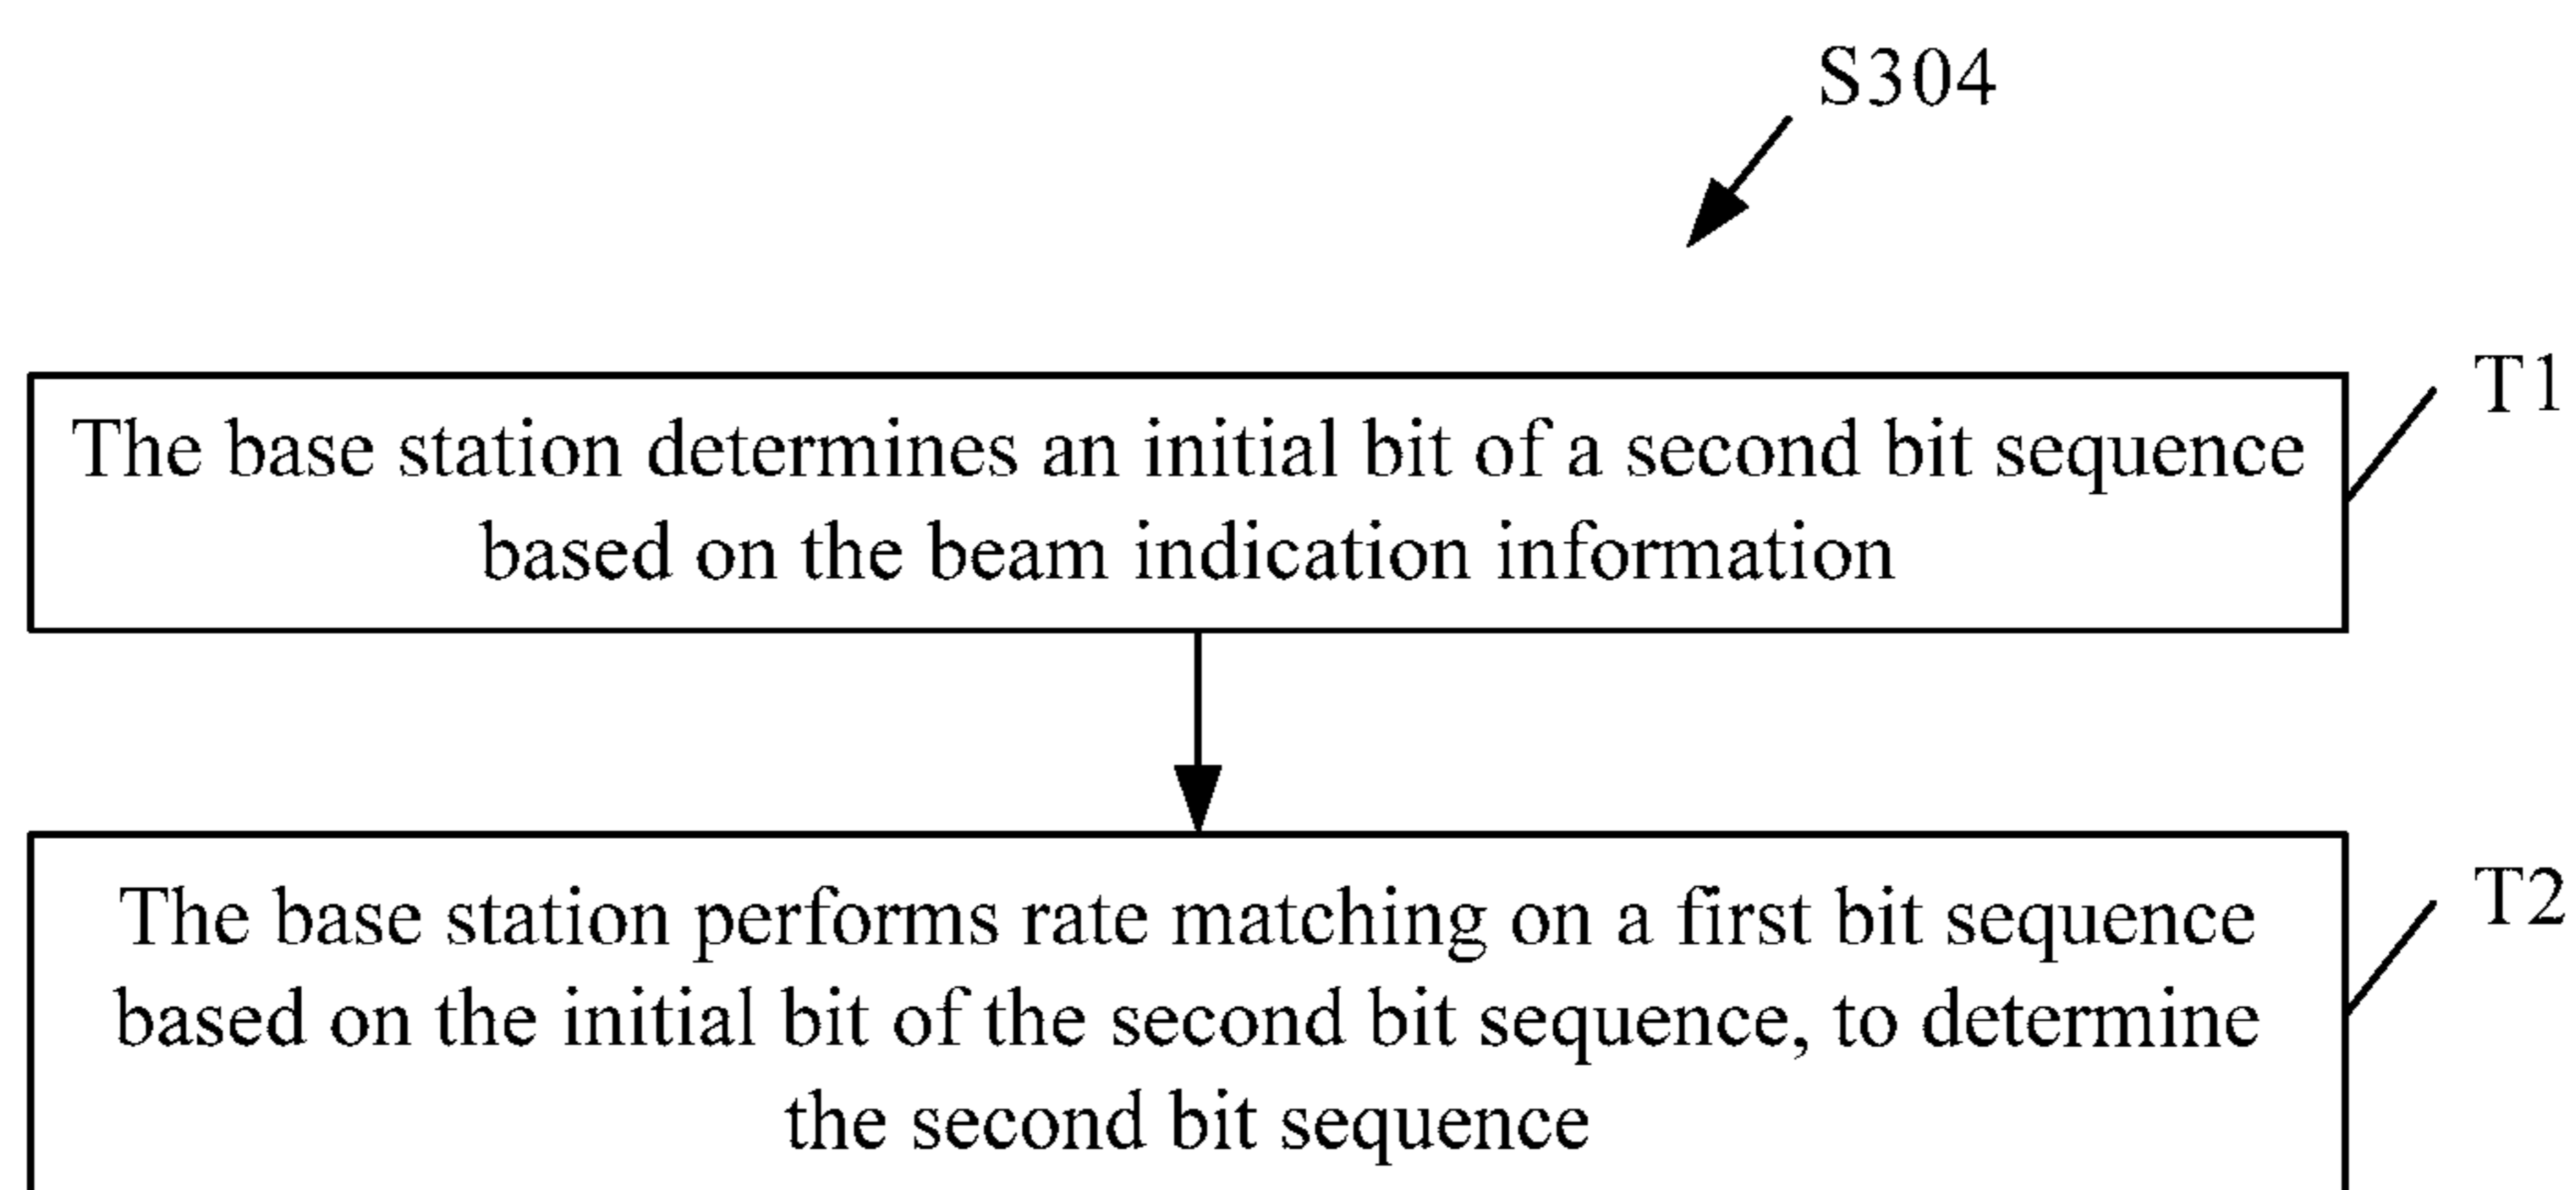 S304
The base station determines an initial bit of a second bit sequence
based on the beam indication information
T1
The base station performs rate matching on a first bit sequence
based on the initial bit of the second bit sequence, to determine
the second bit sequence
T2